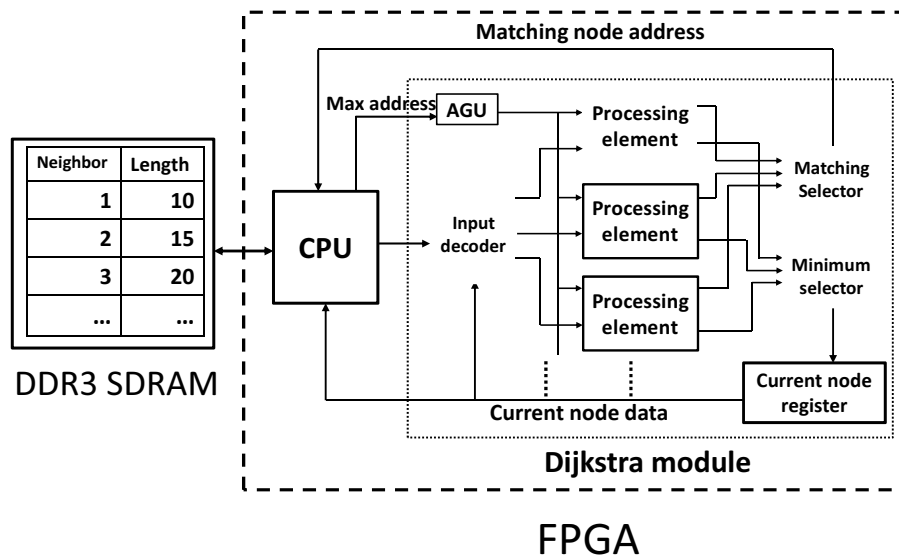 Matching node address
Max address
AGU
Processing
element
Matching
Selector
Neighbor Length
1 10
2 15
3 20
... ...
CPU
Input
decoder
Processing
element
Minimum
selector
Processing
element
DDR3 SDRAM
Current node
register
Current node data
Dijkstra module
FPGA